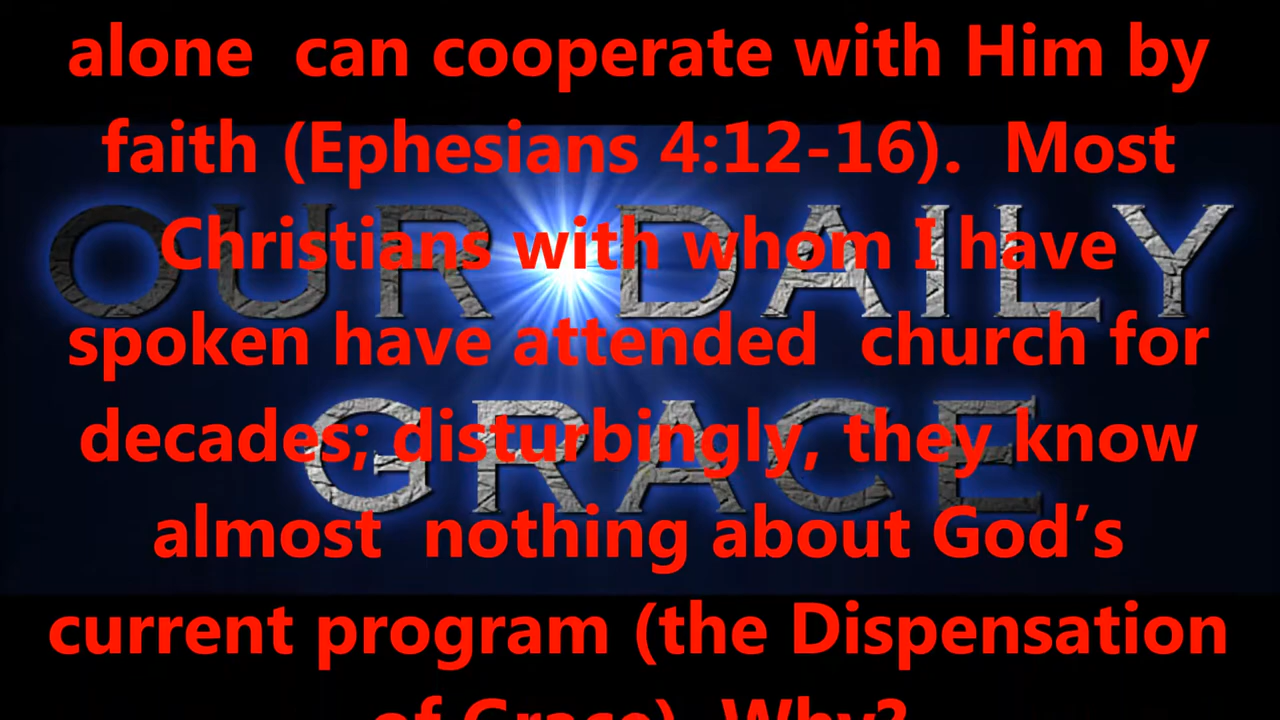 alone can cooperate with Him by
faith (Ephesians 4:12-16). Most
Christians with whom I have
spoken have attended church for
decades; disturbingly, they know
almost nothing about God’s
current program (the Dispensation
of Grace). Why?
OUR DAILY
GRACE